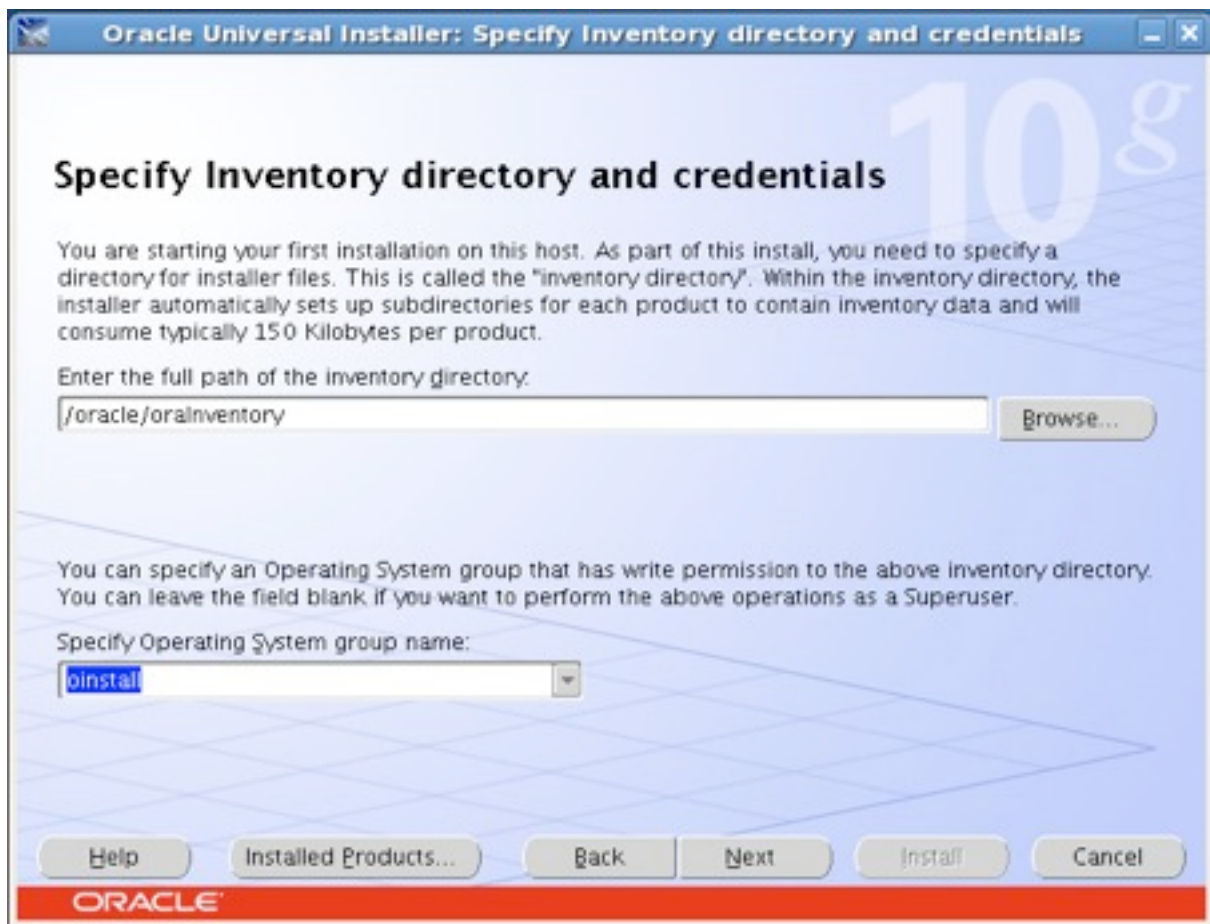 Oracle Universal Installer: Specify Inventory directory and credentials
10g
Specify Inventory directory and credentials
You are starting your first installation on this host. As part of this install, you need to specify a
directory for installer files. This is called the "inventory directory". Within the inventory directory, the
installer automatically sets up subdirectories for each product to contain inventory data and will
consume typically 150 Kilobytes per product.
Enter the full path of the inventory directory:
/oracle/oraInventory
Browse...
You can specify an Operating System group that has write permission to the above inventory directory.
You can leave the field blank if you want to perform the above operations as a Superuser.
Specify Operating System group name:
oinstall
Help Installed Products... Back Next Install Cancel
ORACLE